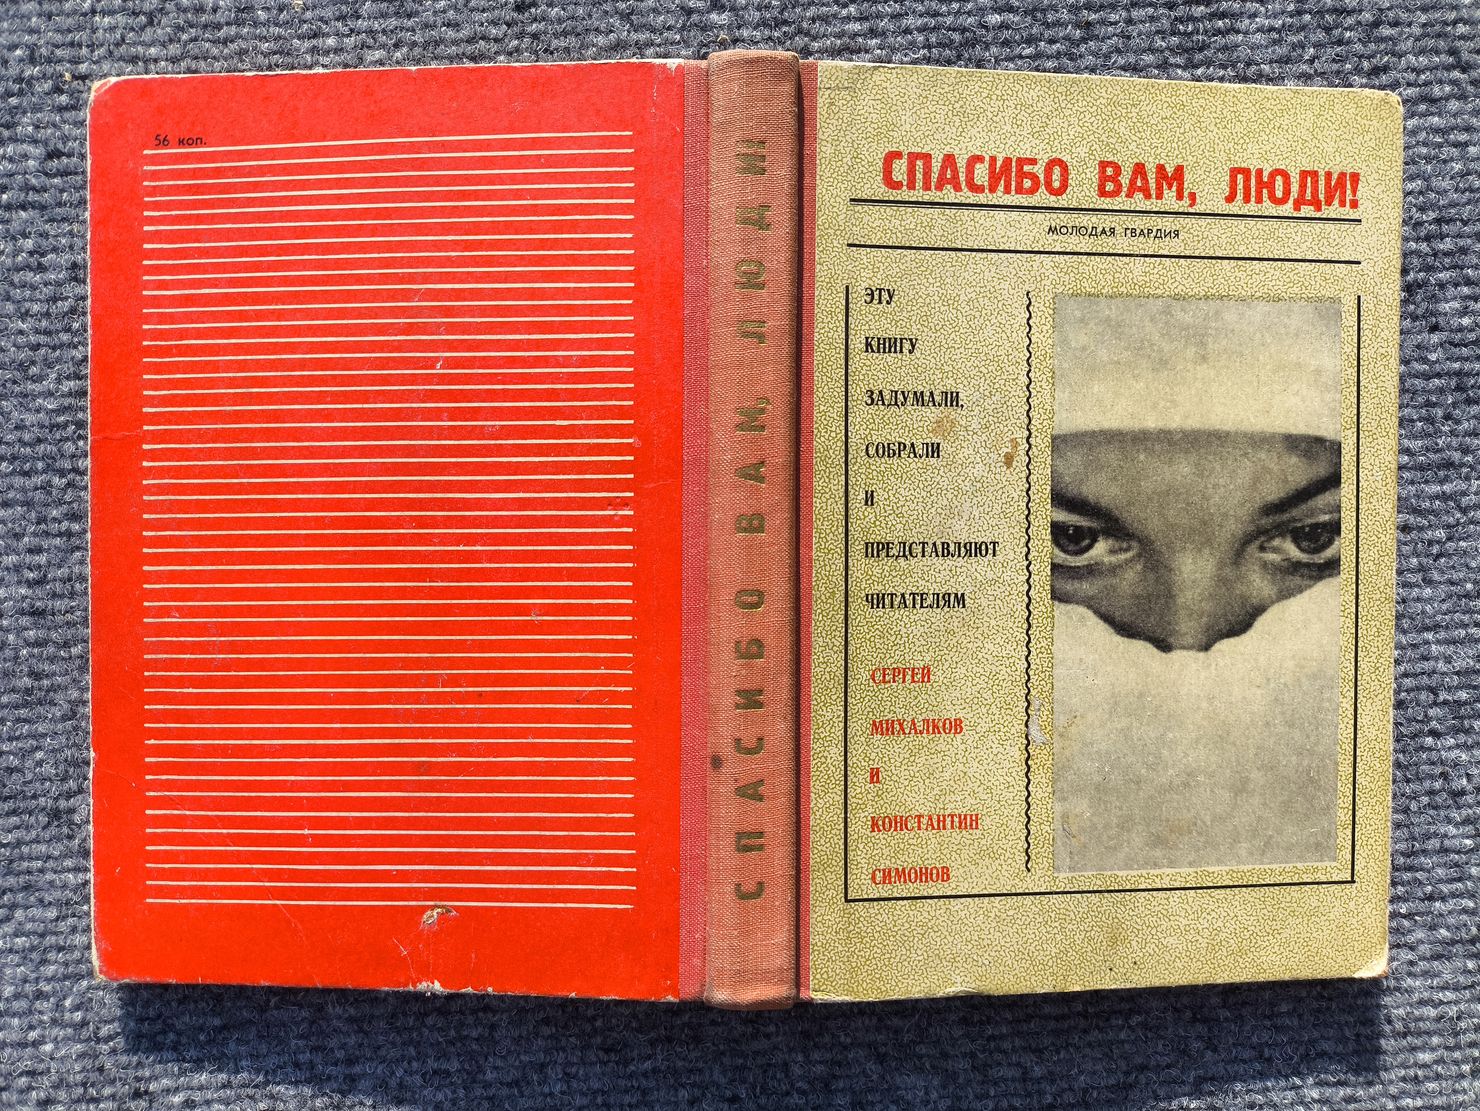 56 коп.
СПАСИБО ВАМ, ЛЮДИ!
СПАСИБО ВАМ, ЛЮДИ!
МОЛОДАЯ ГВАРДИЯ
ЭТУ
КНИГУ
ЗАДУМАЛИ,
СОБРАЛИ
И
ПРЕДСТАВЛЯЮТ
ЧИТАТЕЛЯМ
СЕРГЕЙ
МИХАЛКОВ
И
КОНСТАНТИН
СИМОНОВ